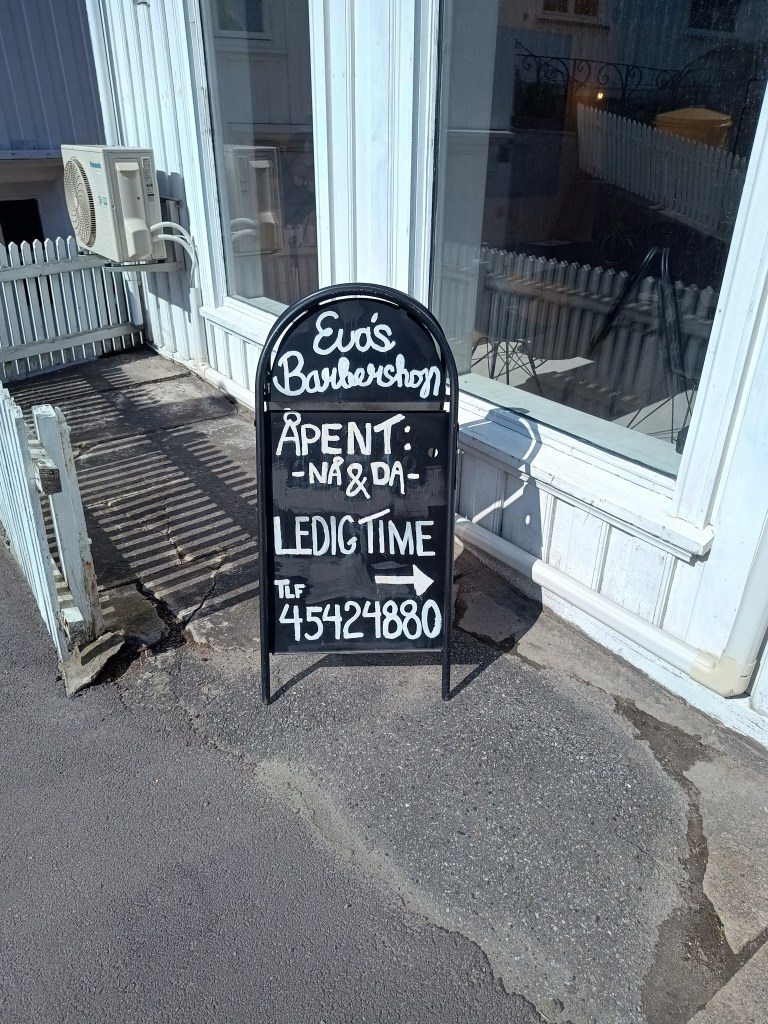 Eva's
Barbershop
ÅPENT:
-NÅ & DA-
LEDIG TIME
TLF
45424880